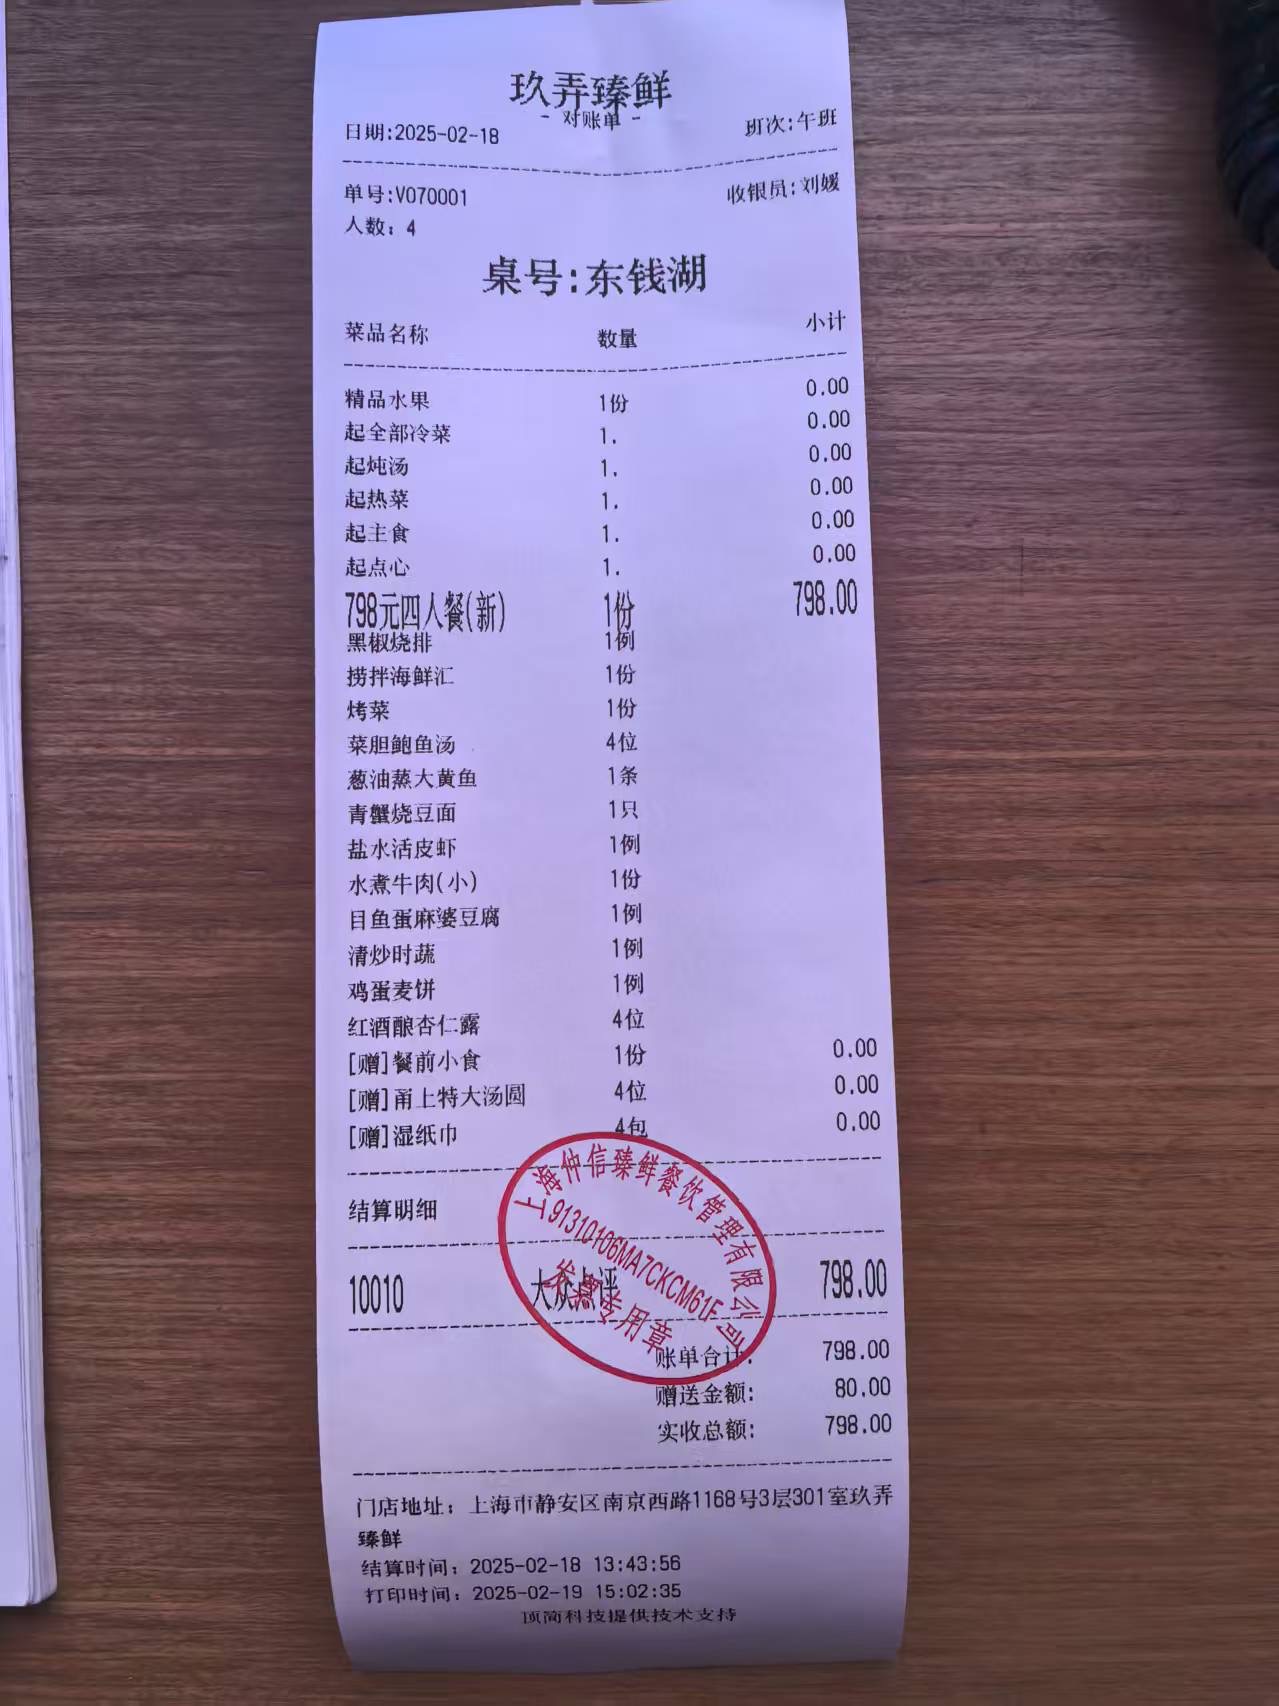 玖弄臻鲜
- 对账单 -
日期:2025-02-18 班次:午班
单号:V070001 收银员:刘媛
人数: 4
桌号:东钱湖
菜品名称 数量 小计
精品水果 1份 0.00
起全部冷菜 1. 0.00
起炖汤 1. 0.00
起热菜 1. 0.00
起主食 1. 0.00
起点心 1. 0.00
798元四人餐(新) 1份 798.00
黑椒烧排 1例
捞拌海鲜汇 1份
烤菜 1份
菜胆鲍鱼汤 4位
葱油蒸大黄鱼 1条
青蟹烧豆面 1只
盐水活皮虾 1例
水煮牛肉(小) 1份
目鱼蛋麻婆豆腐 1例
清炒时蔬 1例
鸡蛋麦饼 1例
红酒酿杏仁露 4位
[赠]餐前小食 1份 0.00
[赠]甬上特大汤圆 4位 0.00
[赠]湿纸巾 4包 0.00
结算明细
10010 大众点评 798.00
上海仲信臻鲜餐饮管理有限公司
91310106MA7CKCM61F
发票专用章
账单合计: 798.00
赠送金额: 80.00
实收总额: 798.00
门店地址: 上海市静安区南京西路1168号3层301室玖弄
臻鲜
结算时间: 2025-02-18 13:43:56
打印时间: 2025-02-19 15:02:35
顶简科技提供技术支持